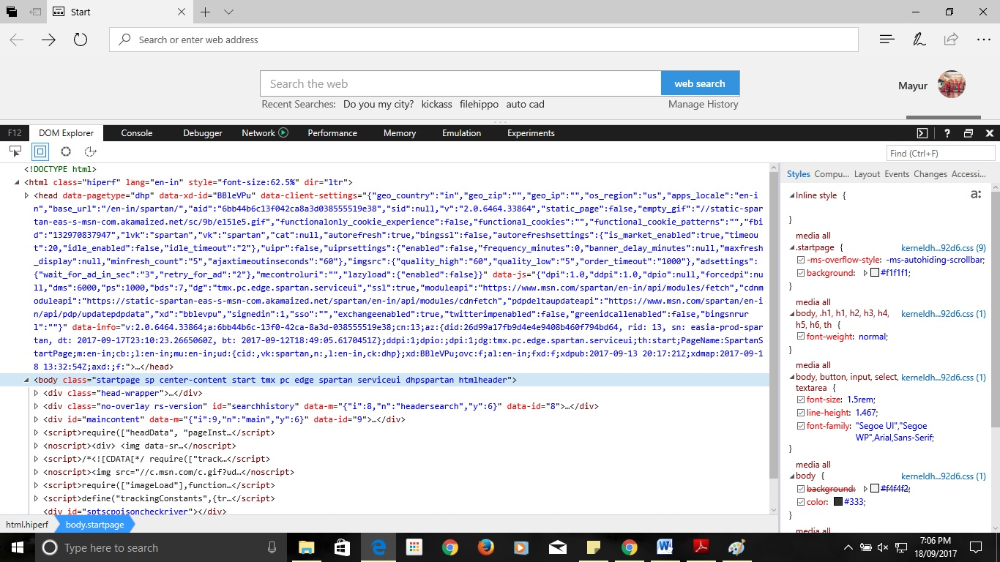 Start
Search or enter web address
Search the web
web search
Mayur
Recent Searches: Do you my city? kickass filehippo auto cad Manage History
F12 DOM Explorer Console Debugger Network Performance Memory Emulation Experiments
Find (Ctrl+F)
<!DOCTYPE html>
<html class="hiperf" lang="en-in" style="font-size:62.5%" dir="ltr">
<head data-pagetype="dhp" data-xd-id="BBleVPu" data-client-settings="{"geo_country":"in","geo_zip":"","geo_ip":"","os_region":"us","apps_locale":"en-i
n","base_url":"/en-in/spartan/","aid":"6bb44b6c13f042ca8a3d038555519e38","sid":null,"v":"2.0.6464.33864","static_page":false,"empty_gif":"//static-spar
tan-eas-s-msn-com.akamaized.net/sc/9b/e151e5.gif","functionalonly_cookie_experience":false,"functional_cookies":"","functional_cookie_patterns":"","fbi
d":"132970837947","lvk":"spartan","vk":"spartan","cat":null,"autorefresh":true,"bingssl":false,"autorefreshsettings":{"is_market_enabled":true,"timeou
t":20,"idle_enabled":false,"idle_timeout":"2"},"uipr":false,"uiprsettings":{"enabled":false,"frequency_minutes":0,"banner_delay_minutes":null,"maxfresh
_display":null,"minfresh_count":"5","ajaxtimeoutinseconds":"60"},"imgsrc":{"quality_high":"60","quality_low":"5","order_timeout":"1000"},"adsettings":
{"wait_for_ad_in_sec":"3","retry_for_ad":"2"},"mecontroluri":"","lazyload":{"enabled":false}}" data-js="{"dpi":1.0,"ddpi":1.0,"dpio":null,"forcedpi":nu
ll,"dms":6000,"ps":1000,"bds":7,"dg":"tmx.pc.edge.spartan.serviceui","ssl":true,"moduleapi":"https://www.msn.com/spartan/en-in/api/modules/fetch","cdnm
oduleapi":"https://static-spartan-eas-s-msn-com.akamaized.net/spartan/en-in/api/modules/cdnfetch","pdpdeltaupdateapi":"https://www.msn.com/spartan/en-i
n/api/pdp/updatepdpdata","xd":"bblevpu","signedin":1,"sso":"","exchangeenabled":true,"twitterimpenabled":false,"greenidcallenabled":false,"bingsnrur
l":""}" data-info="v:2.0.6464.33864;a:6bb44b6c-13f0-42ca-8a3d-038555519e38;cn:13;az:{did:26d99a17fb9d4e4e9408b460f794bd64, rid: 13, sn: easia-prod-spar
tan, dt: 2017-09-17T23:10:23.2665060Z, bt: 2017-09-12T18:49:05.6170451Z};ddpi:1;dpio:;dpi:1;dg:tmx.pc.edge.spartan.serviceui;th:start;PageName:SpartanS
tartPage;m:en-in;cb:;l:en-in;mu:en-in;ud:{cid:,vk:spartan,n:,l:en-in,ck:dhp};xd:BBleVPu;ovc:f;al:en-in;fxd:f;xdpub:2017-09-13 20:17:21Z;xdmap:2017-09-1
8 13:32:54Z;axd:;f:">…</head>
<body class="startpage sp center-content start tmx pc edge spartan serviceui dhpspartan htmlheader">
<div class="head-wrapper">…</div>
<div class="no-overlay rs-version" id="searchhistory" data-m="{"i":8,"n":"headersearch","y":6}" data-id="8">…</div>
<div id="maincontent" data-m="{"i":9,"n":"main","y":6}" data-id="9">…</div>
<script>require(["headData", "pageInst…</script>
<noscript><div> <img data-sr…</noscript>
<script>/*<![CDATA[*/ require(["track…</script>
<noscript><img src="//c.msn.com/c.gif?ud…</noscript>
<script>require(["imageLoad"],function…</script>
<script>define("trackingConstants",{tr…</script>
<div id="sptscpoisoncheckriver"></div>
html.hiperf body.startpage
Styles Compu... Layout Events Changes Accessi...
Inline style { a:
}
media all
.startpage { kerneldh...92d6.css (9)
-ms-overflow-style: -ms-autohiding-scrollbar;
background: #f1f1f1;
}
media all
body, .h1, h1, h2, h3, h4, kerneldh...92d6.css (1)
h5, h6, th {
font-weight: normal;
}
media all
body, button, input, select, kerneldh...92d6.css (1)
textarea {
font-size: 1.5rem;
line-height: 1.467;
font-family: "Segoe UI","Segoe
WP",Arial,Sans-Serif;
}
media all
body { kerneldh...92d6.css (1)
background: #f4f4f2;
color: #333;
}
media all
Type here to search
7:06 PM
18/09/2017